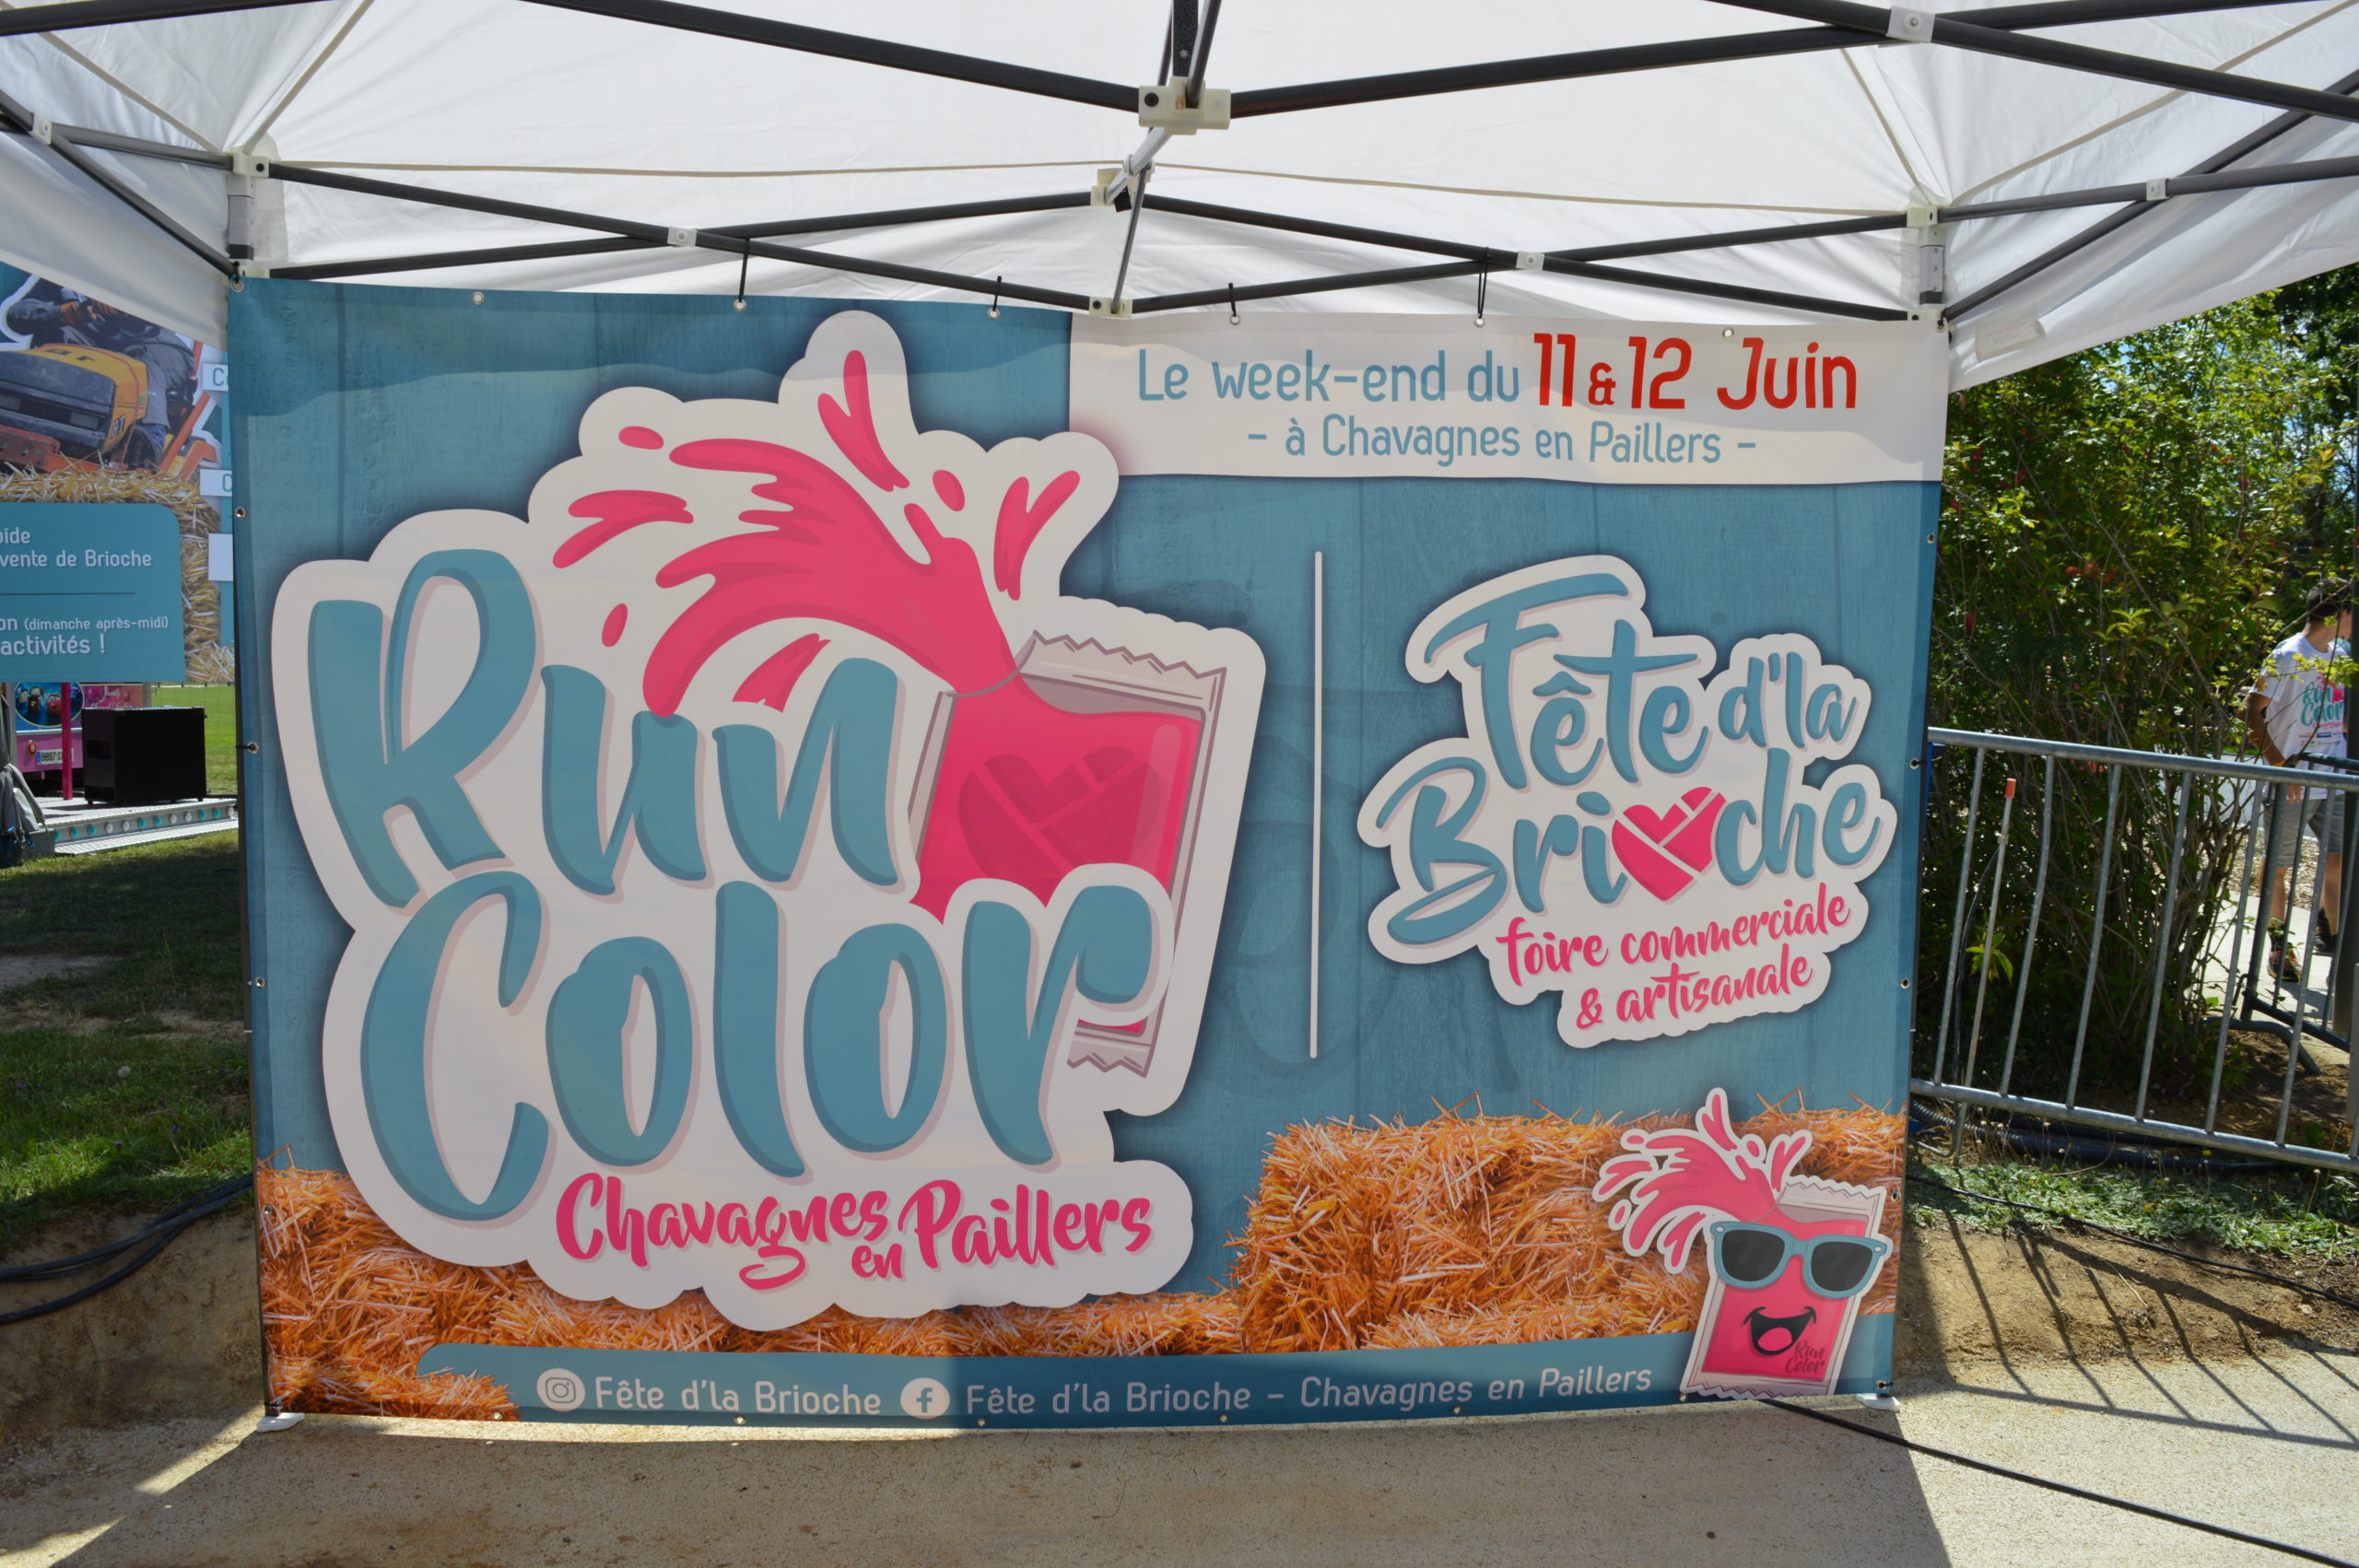 Le week-end du 11 & 12 Juin
- à Chavagnes en Paillers -
Run
Color
Chavagnes en Paillers
Fête d'la
Brioche
foire commerciale
& artisanale
Run
Color
Fête d'la Brioche
Fête d'la Brioche - Chavagnes en Paillers
vente de Brioche
(dimanche après-midi)
activités !
Run
Color